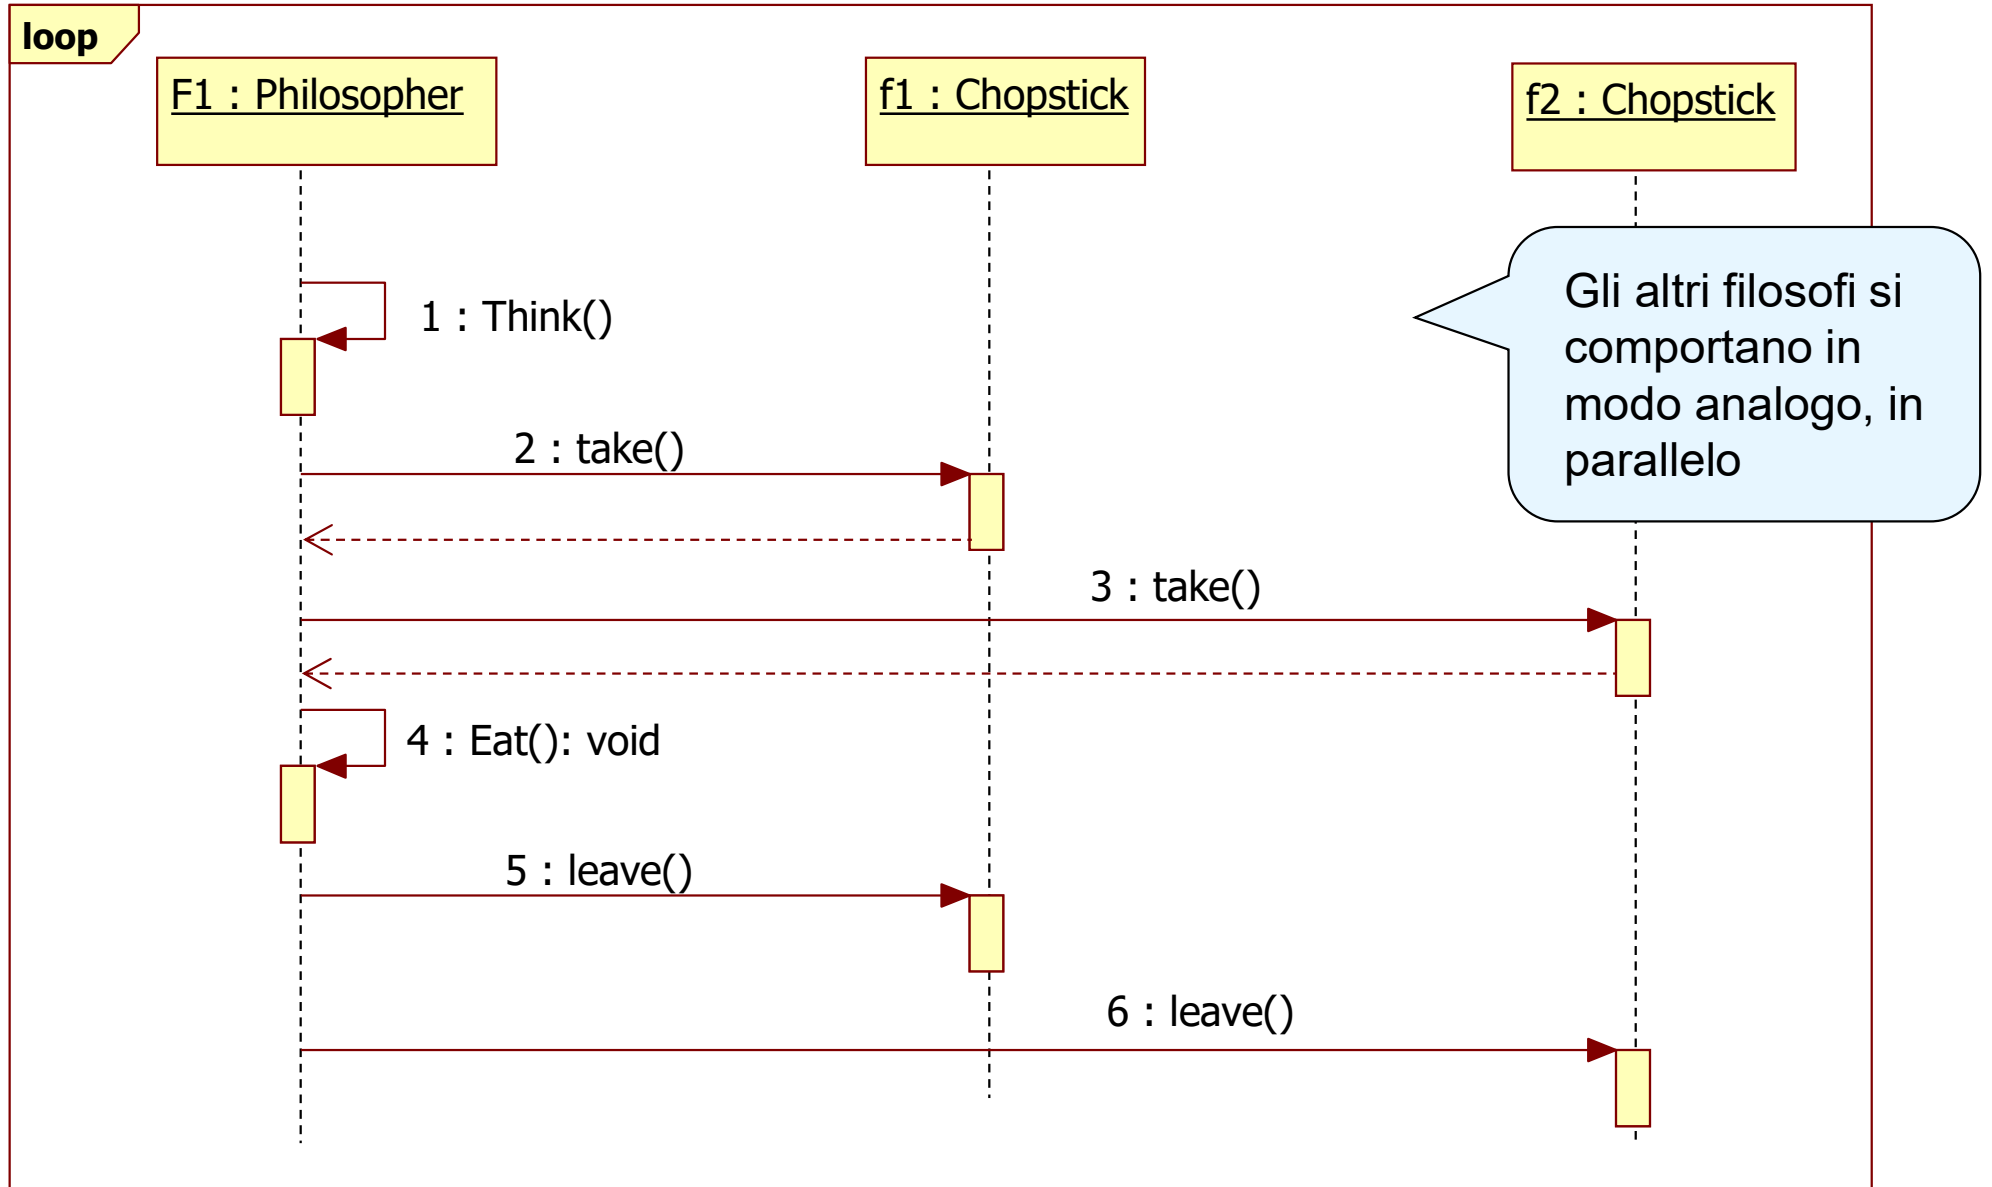 loop
F1 : Philosopher
f1 : Chopstick
f2 : Chopstick
Gli altri filosofi si
comportano in
modo analogo, in
parallelo
1 : Think()
2 : take()
3 : take()
4 : Eat(): void
5 : leave()
6 : leave()